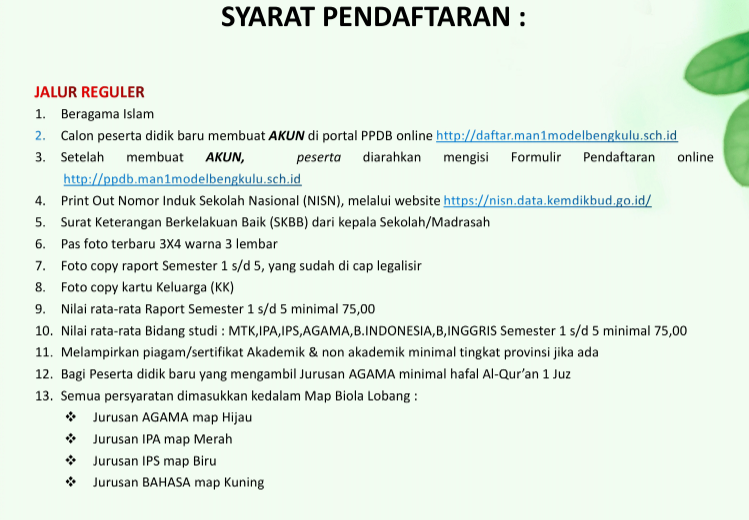 SYARAT PENDAFTARAN :
JALUR REGULER
1. Beragama Islam
2. Calon peserta didik baru membuat AKUN di portal PPDB online http://daftar.man1modelbengkulu.sch.id
3. Setelah membuat AKUN, peserta diarahkan mengisi Formulir Pendaftaran online
http://ppdb.man1modelbengkulu.sch.id
4. Print Out Nomor Induk Sekolah Nasional (NISN), melalui website https://nisn.data.kemdikbud.go.id/
5. Surat Keterangan Berkelakuan Baik (SKBB) dari kepala Sekolah/Madrasah
6. Pas foto terbaru 3X4 warna 3 lembar
7. Foto copy raport Semester 1 s/d 5, yang sudah di cap legalisir
8. Foto copy kartu Keluarga (KK)
9. Nilai rata-rata Raport Semester 1 s/d 5 minimal 75,00
10. Nilai rata-rata Bidang studi : MTK,IPA,IPS,AGAMA,B.INDONESIA,B,INGGRIS Semester 1 s/d 5 minimal 75,00
11. Melampirkan piagam/sertifikat Akademik & non akademik minimal tingkat provinsi jika ada
12. Bagi Peserta didik baru yang mengambil Jurusan AGAMA minimal hafal Al-Qur'an 1 Juz
13. Semua persyaratan dimasukkan kedalam Map Biola Lobang :
❖ Jurusan AGAMA map Hijau
❖ Jurusan IPA map Merah
❖ Jurusan IPS map Biru
❖ Jurusan BAHASA map Kuning